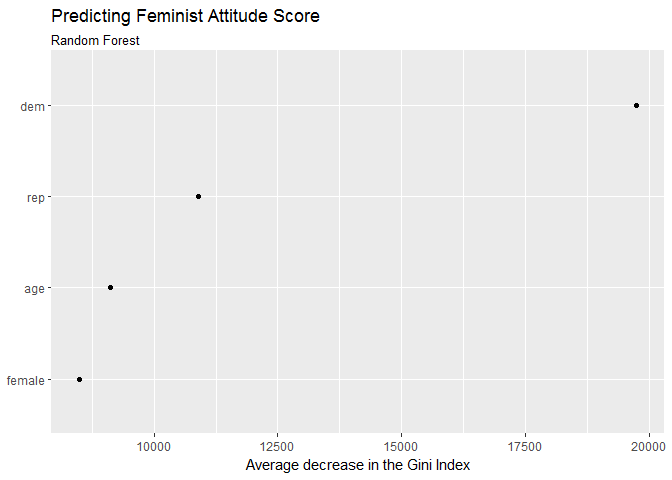 Predicting Feminist Attitude Score
Random Forest
dem
rep
age
female
10000 12500 15000 17500 20000
Average decrease in the Gini Index